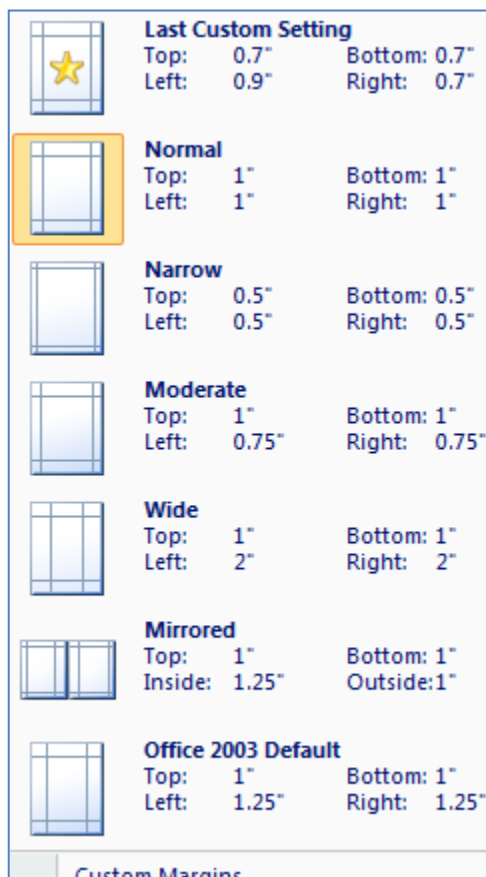 Last Custom Setting
Top: 0.7" Bottom: 0.7"
Left: 0.9" Right: 0.7"
Normal
Top: 1" Bottom: 1"
Left: 1" Right: 1"
Narrow
Top: 0.5" Bottom: 0.5"
Left: 0.5" Right: 0.5"
Moderate
Top: 1" Bottom: 1"
Left: 0.75" Right: 0.75"
Wide
Top: 1" Bottom: 1"
Left: 2" Right: 2"
Mirrored
Top: 1" Bottom: 1"
Inside: 1.25" Outside:1"
Office 2003 Default
Top: 1" Bottom: 1"
Left: 1.25" Right: 1.25"
Custom Margins